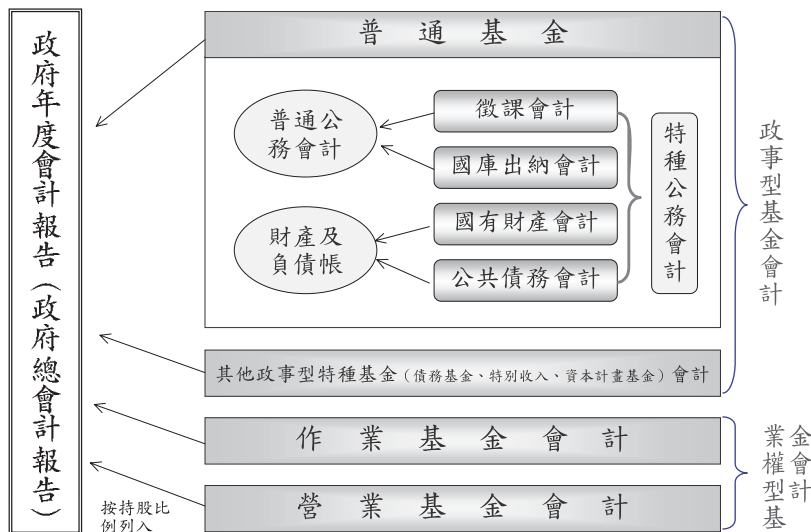 政府年度會計報告（政府總會計報告）
普通基金
普通公
務會計
徵課會計
國庫出納會計
財產及
負債帳
國有財產會計
公共債務會計
特種公務會計
政事型基金會計
其他政事型特種基金（債務基金、特別收入、資本計畫基金）會計
作業基金會計
營業基金會計
業權型基
金會計
按持股比
例列入